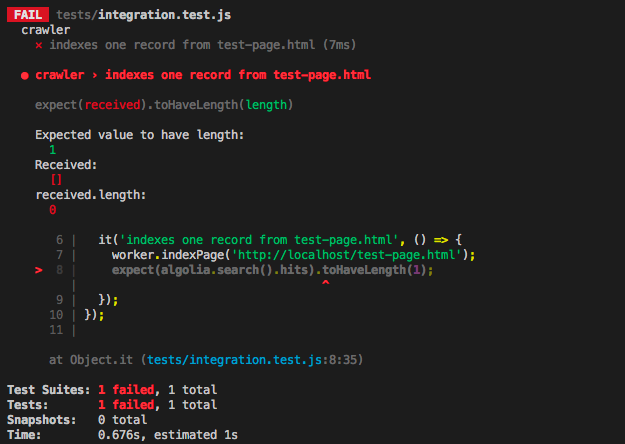 FAIL tests/integration.test.js
crawler
× indexes one record from test-page.html (7ms)
● crawler › indexes one record from test-page.html
expect(received).toHaveLength(length)
Expected value to have length:
1
Received:
[]
received.length:
0
6 | it('indexes one record from test-page.html', () => {
7 | worker.indexPage('http://localhost/test-page.html');
> 8 | expect(algolia.search().hits).toHaveLength(1);
| ^
9 | });
10 | });
11 |
at Object.it (tests/integration.test.js:8:35)
Test Suites: 1 failed, 1 total
Tests: 1 failed, 1 total
Snapshots: 0 total
Time: 0.676s, estimated 1s